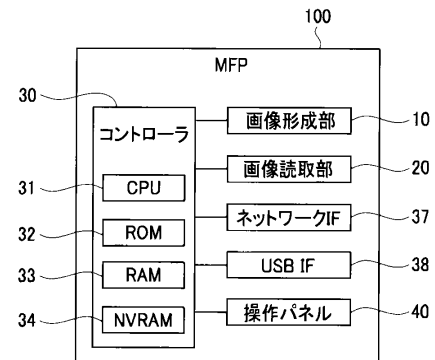 100
MFP
30
コントローラ
31
CPU
32
ROM
33
RAM
34
NVRAM
画像形成部
10
画像読取部
20
ネットワークIF
37
USB IF
38
操作パネル
40